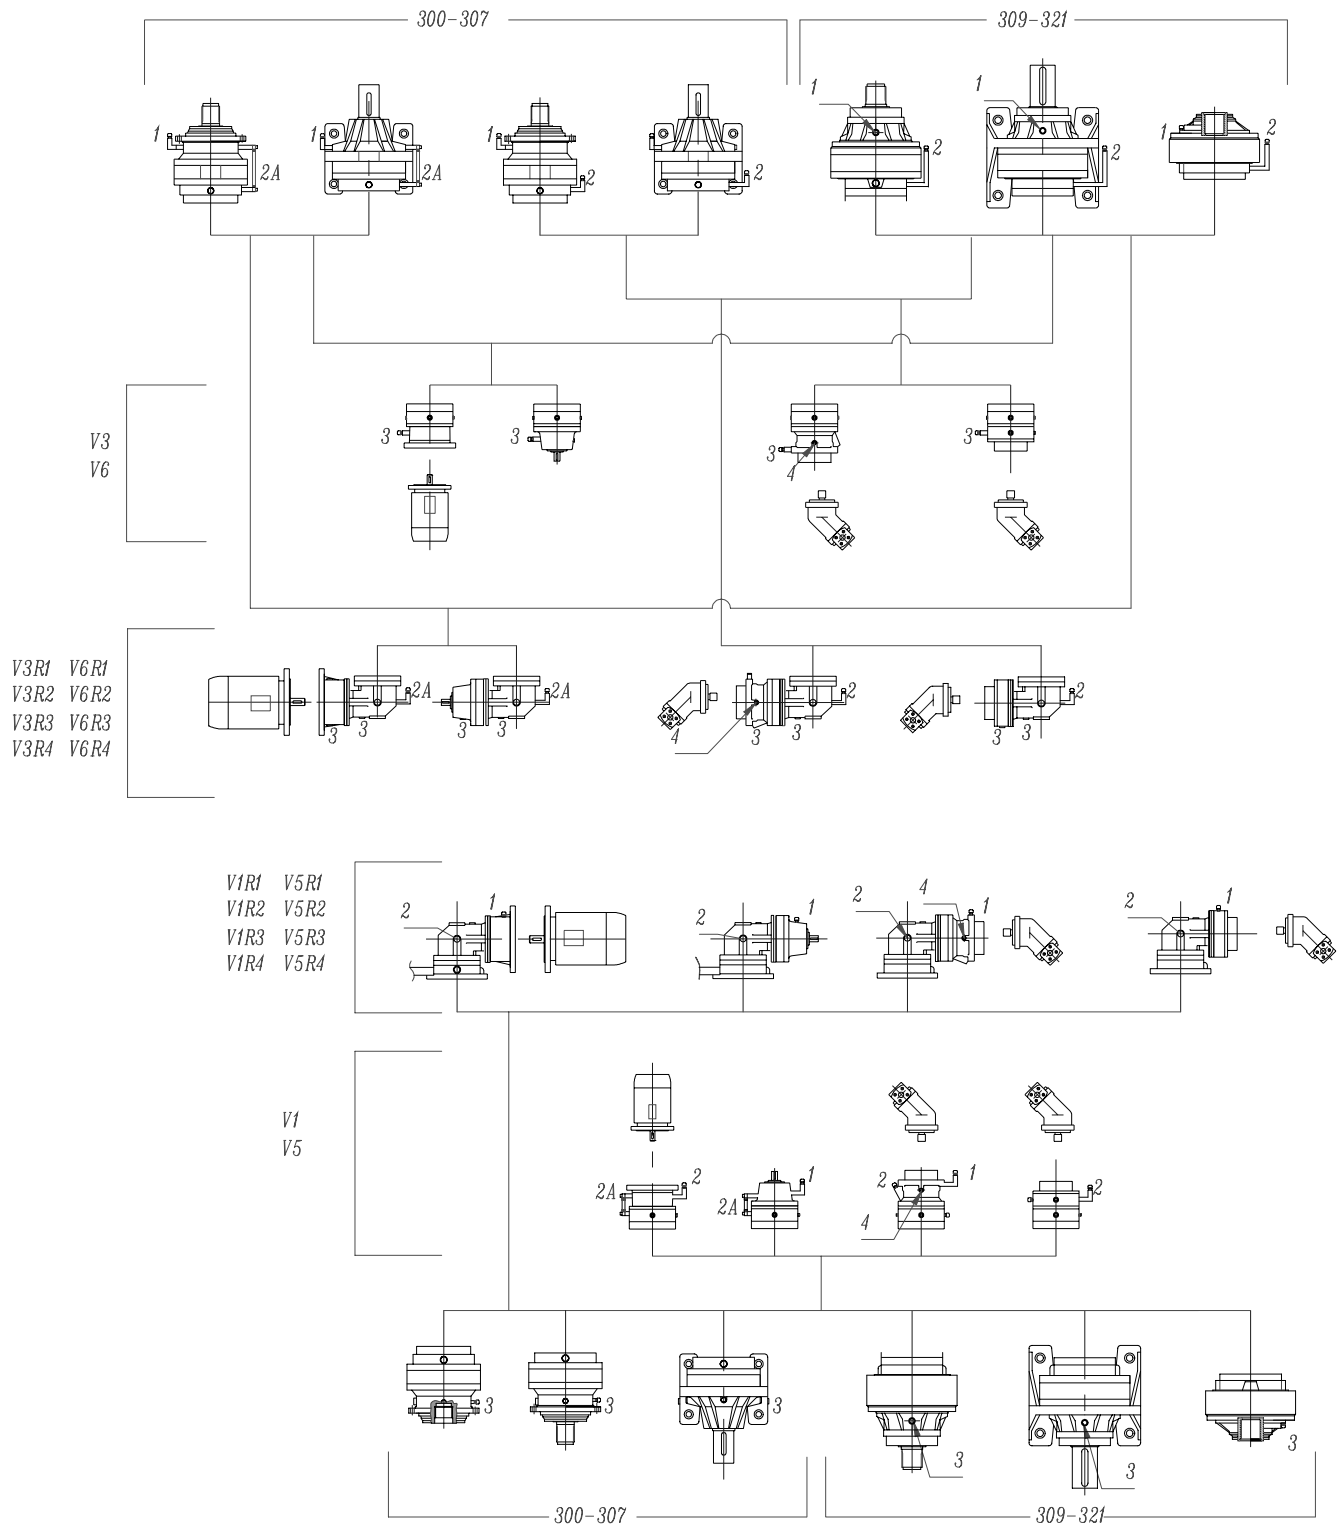 300-307 309-321
1 1 1 1 1 1 1
2A 2A 2 2 2 2 2
V3
V6
3 3 3 4 3
V3R1 V6R1
V3R2 V6R2
V3R3 V6R3
V3R4 V6R4
2A 2A 2 2
3 3 3 3 4 3 3 3 3
V1R1 V5R1
V1R2 V5R2
V1R3 V5R3
V1R4 V5R4
2 1 2 1 2 4 1 2 1
V1
V5
2A 2 2A 1 2 1 2
4
3 3 3 3 3 3
300-307 309-321